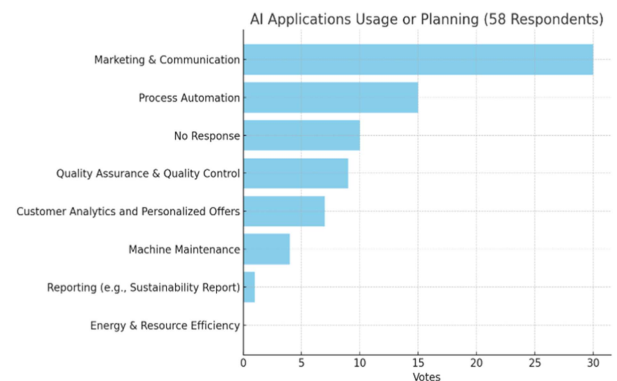 AI Applications Usage or Planning (58 Respondents)
Marketing & Communication
Process Automation
No Response
Quality Assurance & Quality Control
Customer Analytics and Personalized Offers
Machine Maintenance
Reporting (e.g., Sustainability Report)
Energy & Resource Efficiency
0 5 10 15 20 25 30
Votes